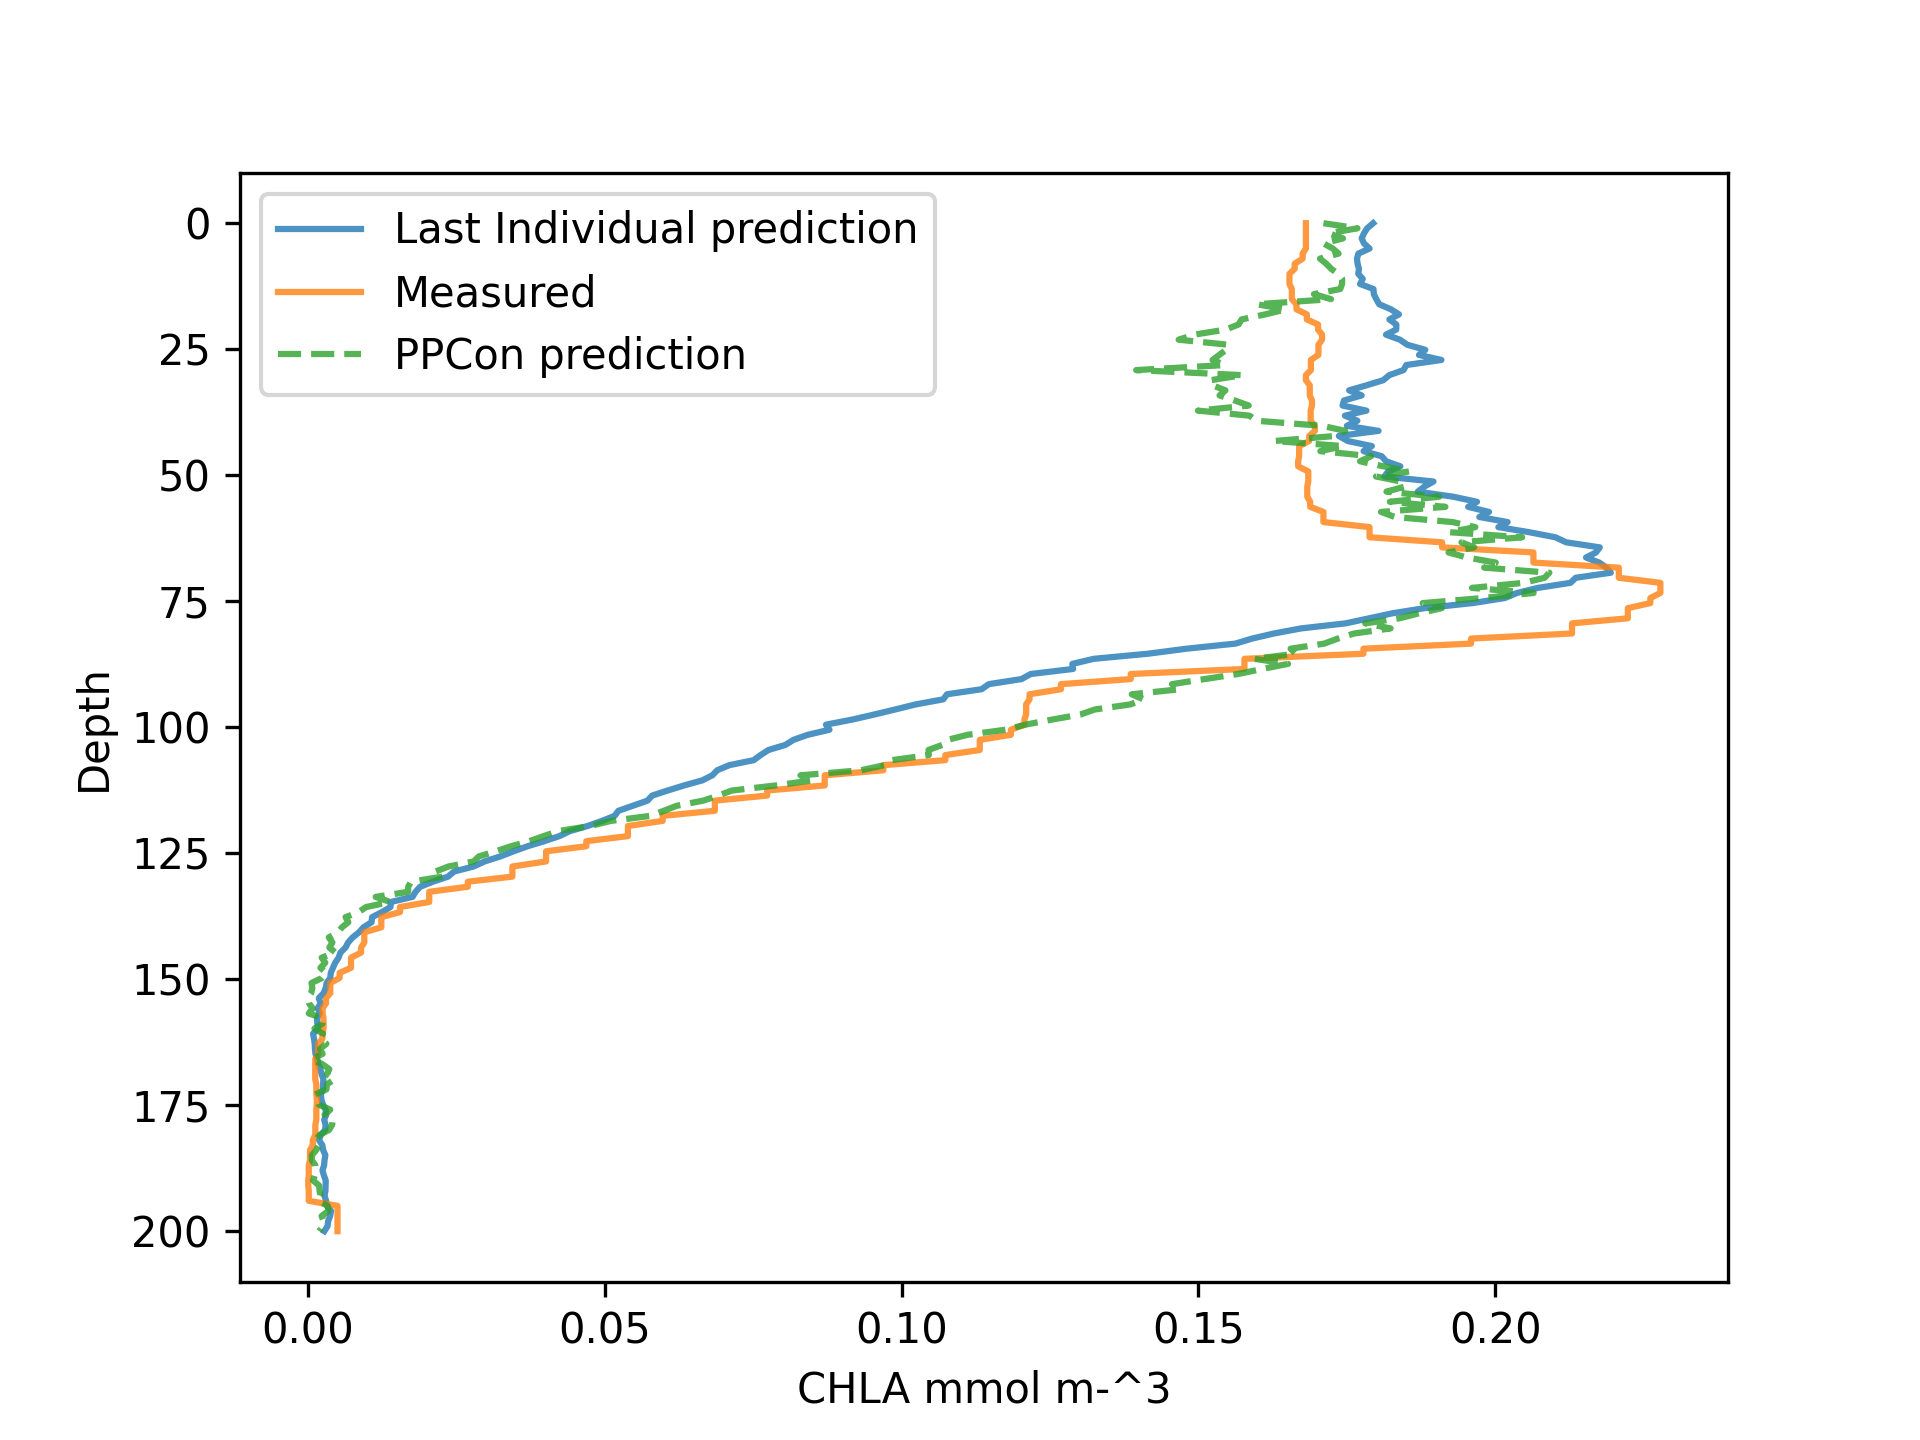 Last Individual prediction
Measured
PPCon prediction
0
25
50
75
100
125
150
175
200
Depth
0.00 0.05 0.10 0.15 0.20
CHLA mmol m-^3